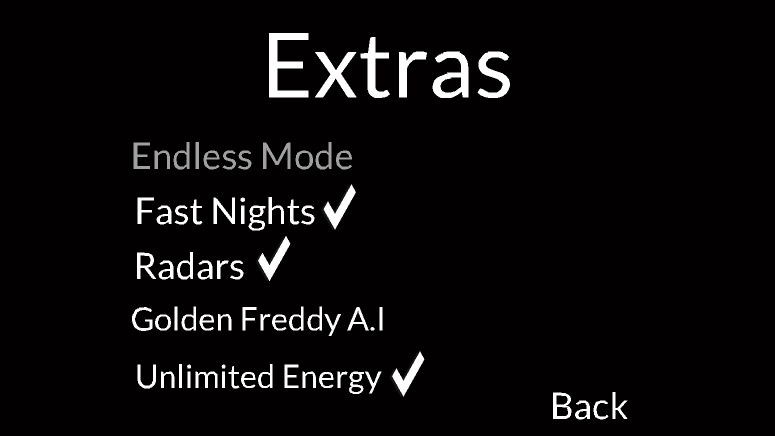 Extras
Endless Mode
Fast Nights
Radars
Golden Freddy A.I
Unlimited Energy
Back